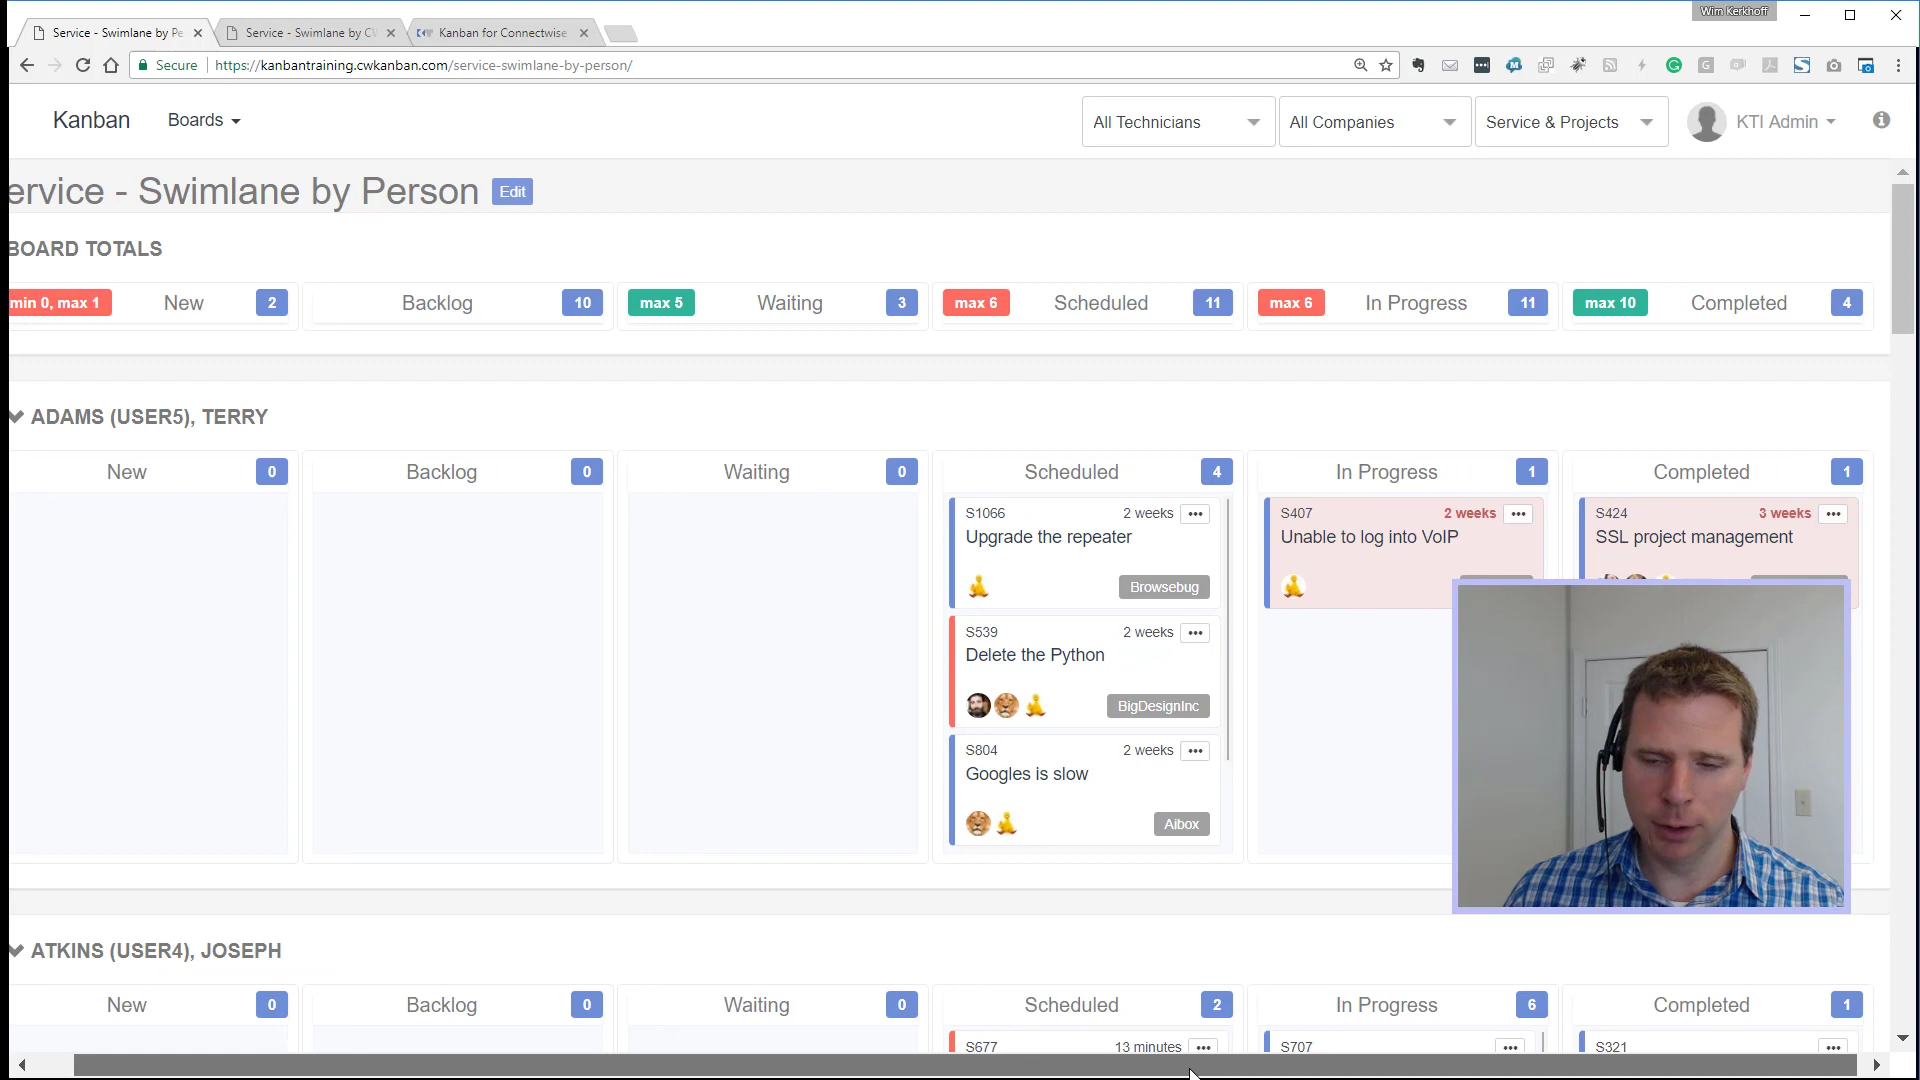 Wim Kerkhoff
Service - Swimlane by Pe
Service - Swimlane by C
Kanban for Connectwise
Secure
https://kanbantraining.cwkanban.com/service-swimlane-by-person/
Kanban
Boards
All Technicians
All Companies
Service & Projects
KTI Admin
ervice - Swimlane by Person
Edit
BOARD TOTALS
min 0, max 1
New
2
Backlog
10
max 5
Waiting
3
max 6
Scheduled
11
max 6
In Progress
11
max 10
Completed
4
ADAMS (USER5), TERRY
New
0
Backlog
0
Waiting
0
Scheduled
4
In Progress
1
Completed
1
S1066
2 weeks
Upgrade the repeater
Browsebug
S539
2 weeks
Delete the Python
BigDesignInc
S804
2 weeks
Googles is slow
Aibox
S407
2 weeks
Unable to log into VoIP
S424
3 weeks
SSL project management
ATKINS (USER4), JOSEPH
New
0
Backlog
0
Waiting
0
Scheduled
2
In Progress
6
Completed
1
S677
13 minutes
S707
S321